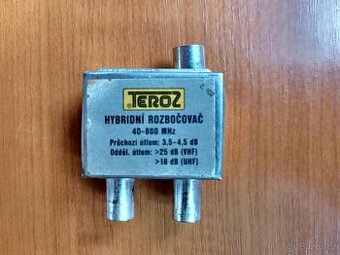 TEROZ
HYBRIDNÍ ROZBOČOVAČ
40-800 MHz
Průchozí útlum: 3,5-4,5 dB
Odděl. útlum: >25 dB (VHF)
>18 dB (UHF)